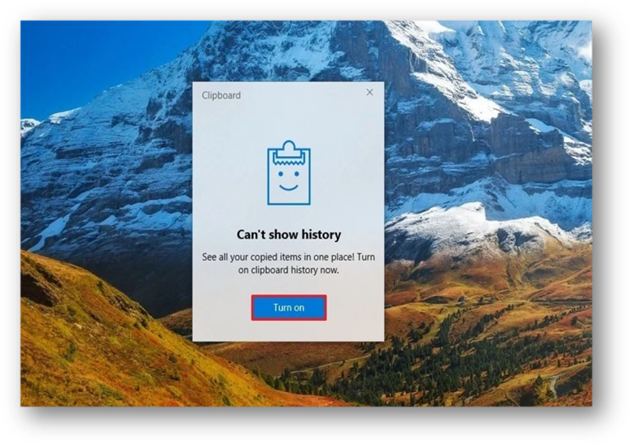 Clipboard
Can't show history
See all your copied items in one place! Turn
on clipboard history now.
Turn on